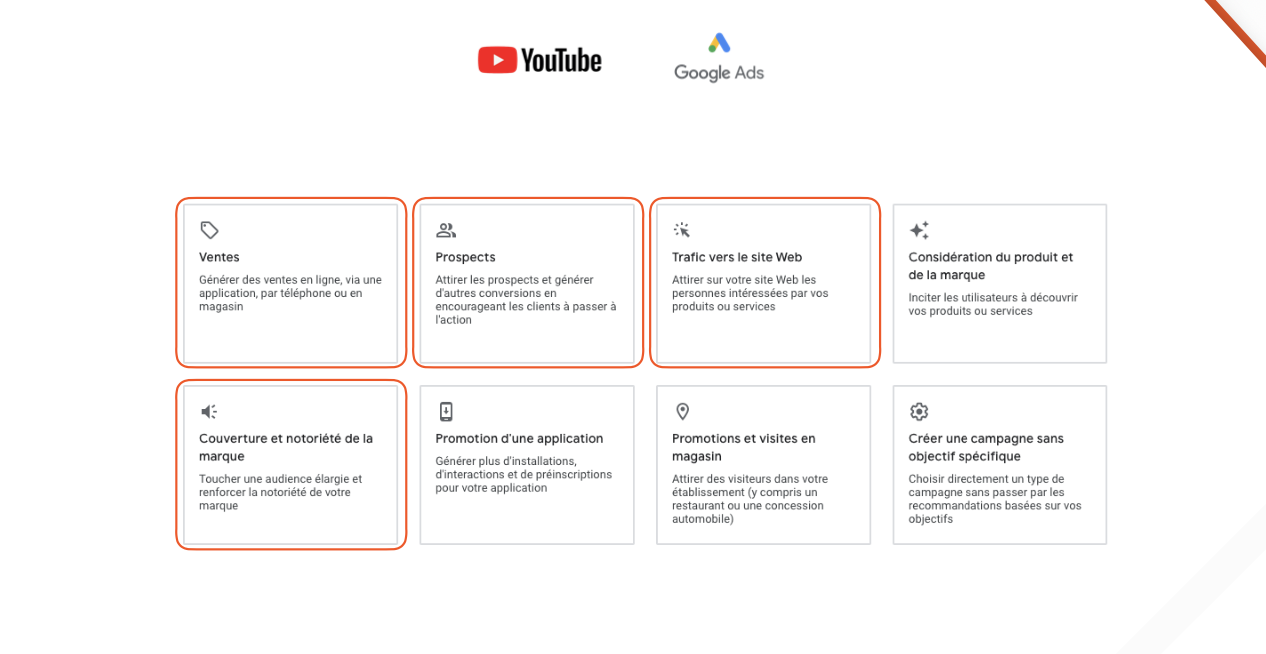 YouTube
Google Ads
Ventes
Générer des ventes en ligne, via une
application, par téléphone ou en
magasin
Prospects
Attirer les prospects et générer
d'autres conversions en
encourageant les clients à passer à
l'action
Trafic vers le site Web
Attirer sur votre site Web les
personnes intéressées par vos
produits ou services
Considération du produit et
de la marque
Inciter les utilisateurs à découvrir
vos produits ou services
Couverture et notoriété de la
marque
Toucher une audience élargie et
renforcer la notoriété de votre
marque
Promotion d'une application
Générer plus d'installations,
d'interactions et de préinscriptions
pour votre application
Promotions et visites en
magasin
Attirer des visiteurs dans votre
établissement (y compris un
restaurant ou une concession
automobile)
Créer une campagne sans
objectif spécifique
Choisir directement un type de
campagne sans passer par les
recommandations basées sur vos
objectifs